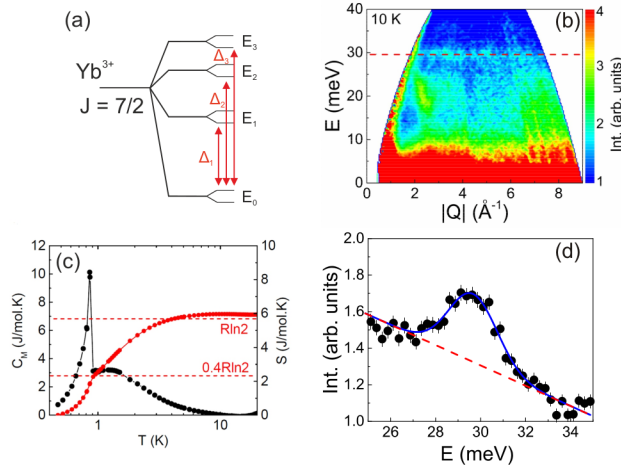 (a)
E₃
Δ₃
E₂
Yb³⁺
Δ₂
J = 7/2
E₁
Δ₁
E₀
10 K
(b)
50
40
30
20
10
0
E (meV)
0 2 4 6 8
|Q| (Å⁻¹)
4
3
2
1
Int. (arb. units)
(c)
12
10
8
6
4
2
0
C_M (J/mol.K)
10
8
6
4
2
0
S (J/mol.K)
Rln2
0.4Rln2
1 10
T (K)
(d)
2.0
1.8
1.6
1.4
1.2
1.0
Int. (arb. units)
26 28 30 32 34
E (meV)